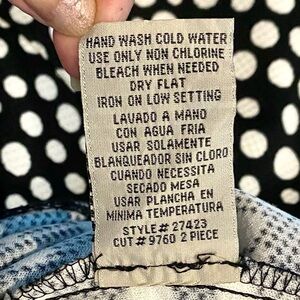 HAND WASH COLD WATER
USE ONLY NON CHLORINE
BLEACH WHEN NEEDED
DRY FLAT
IRON ON LOW SETTING
LAVADO A MANO
CON AGUA FRIA
USAR SOLAMENTE
BLANQUEADOR SIN CLORO
CUANDO NECESSITA
SECADO MESA
USAR PLANCHA EN
MINIMA TEMPERATURA
STYLE# 27423
CUT# 9760 2 PIECE